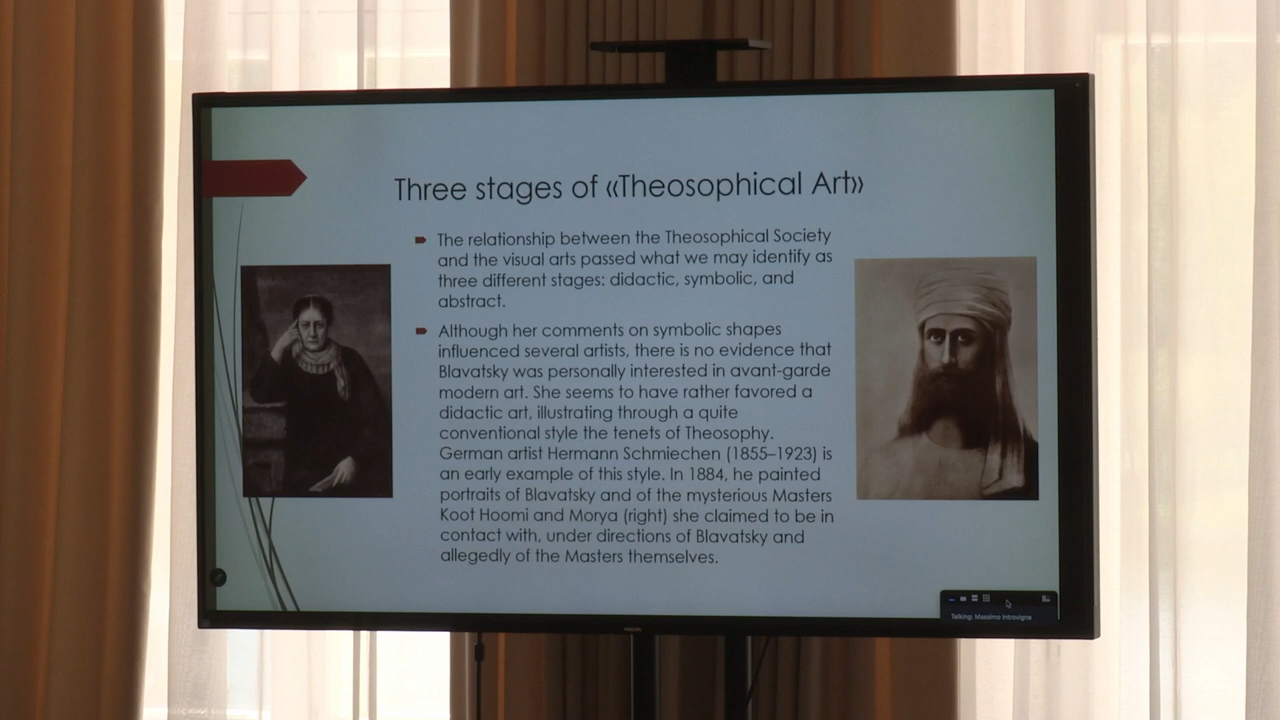 Three stages of «Theosophical Art»
The relationship between the Theosophical Society
and the visual arts passed what we may identify as
three different stages: didactic, symbolic, and
abstract.
Although her comments on symbolic shapes
influenced several artists, there is no evidence that
Blavatsky was personally interested in avant-garde
modern art. She seems to have rather favored a
didactic art, illustrating through a quite
conventional style the tenets of Theosophy.
German artist Hermann Schmiechen (1855–1923) is
an early example of this style. In 1884, he painted
portraits of Blavatsky and of the mysterious Masters
Koot Hoomi and Morya (right) she claimed to be in
contact with, under directions of Blavatsky and
allegedly of the Masters themselves.
Talking: Massimo Introvigne
PHILIPS